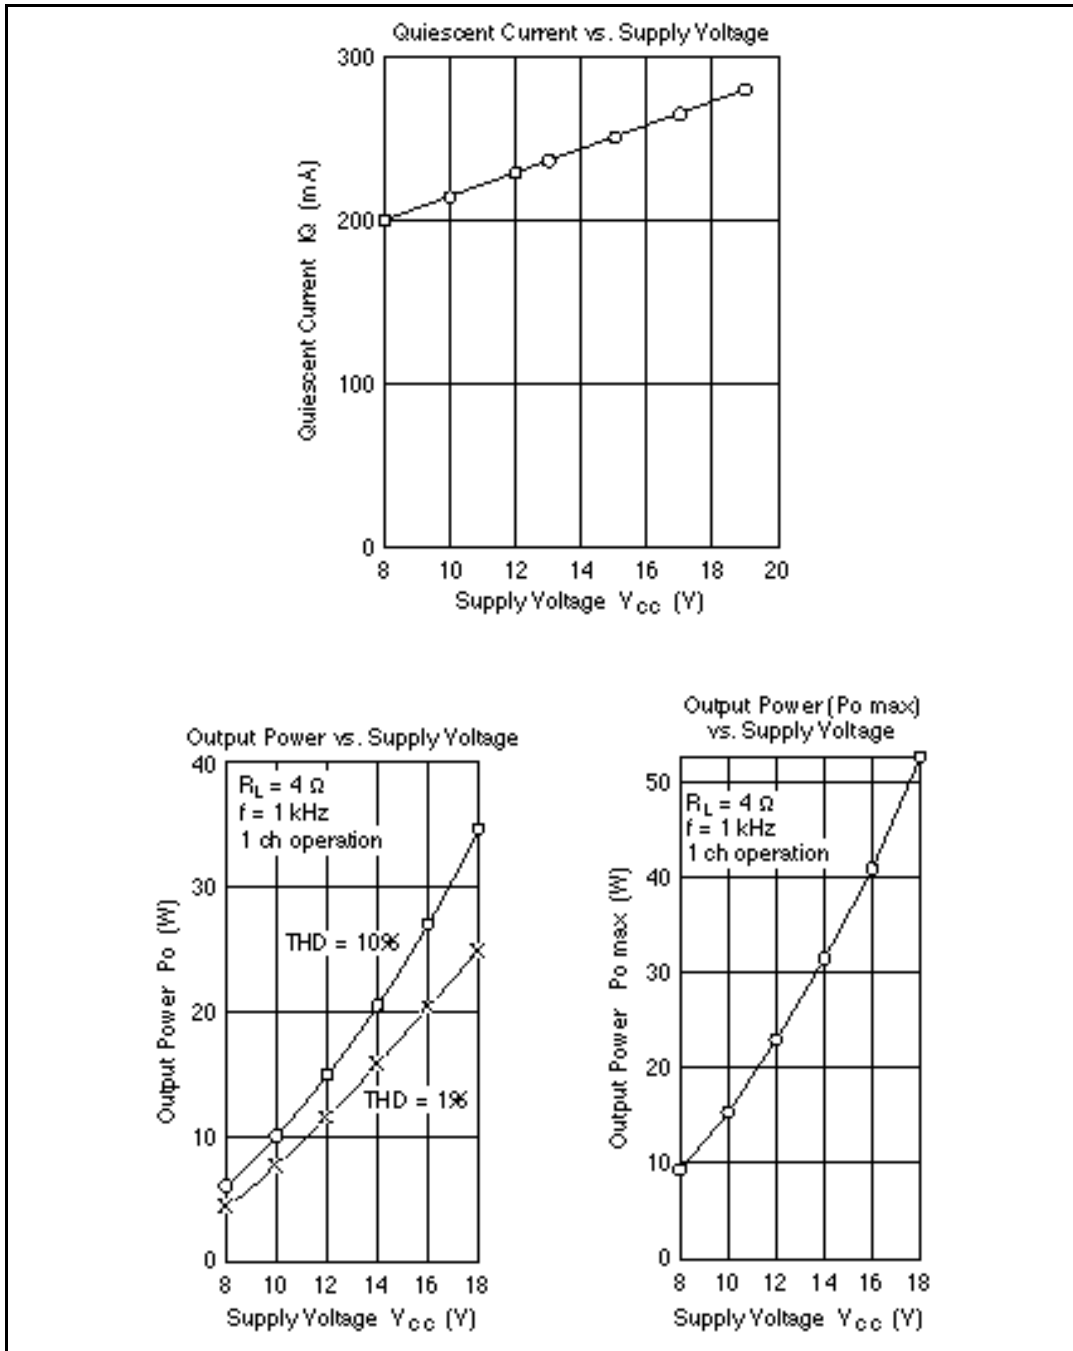 Quiescent Current vs. Supply Voltage
300
200
100
0
Quiescent Current IQ (mA)
8 10 12 14 16 18 20
Supply Voltage VCC (V)
Output Power vs. Supply Voltage
40
30
20
10
0
Output Power Po (W)
RL = 4 Ω
f = 1 kHz
1 ch operation
THD = 10%
THD = 1%
8 10 12 14 16 18
Supply Voltage VCC (V)
Output Power (Po max)
vs. Supply Voltage
50
40
30
20
10
0
Output Power Po max (W)
RL = 4 Ω
f = 1 kHz
1 ch operation
8 10 12 14 16 18
Supply Voltage VCC (V)